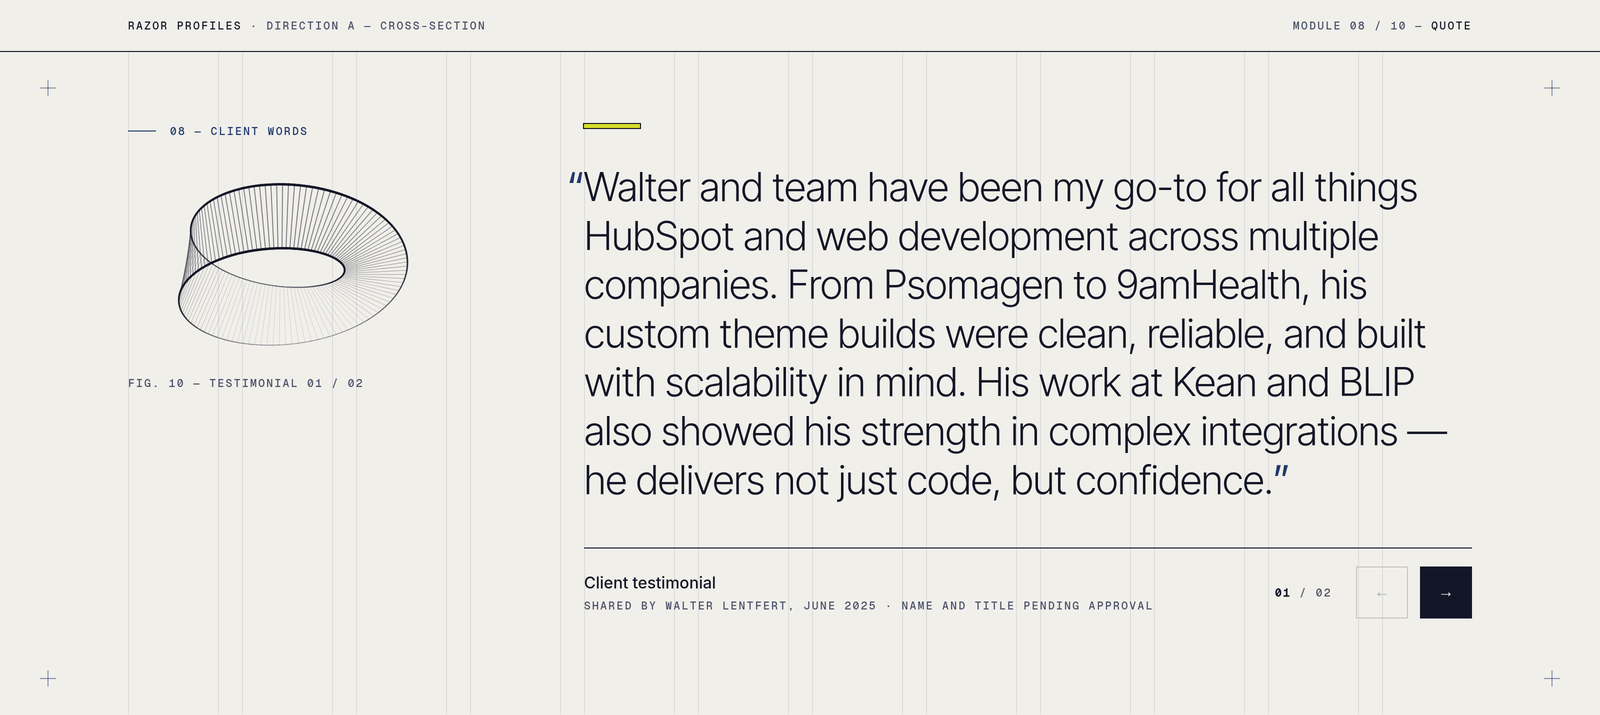 RAZOR PROFILES · DIRECTION A — CROSS-SECTION
MODULE 08 / 10 — QUOTE
08 — CLIENT WORDS
FIG. 10 — TESTIMONIAL 01 / 02
“Walter and team have been my go-to for all things
HubSpot and web development across multiple
companies. From Psomagen to 9amHealth, his
custom theme builds were clean, reliable, and built
with scalability in mind. His work at Kean and BLIP
also showed his strength in complex integrations —
he delivers not just code, but confidence.”
Client testimonial
SHARED BY WALTER LENTFERT, JUNE 2025 · NAME AND TITLE PENDING APPROVAL
01 / 02 ← →